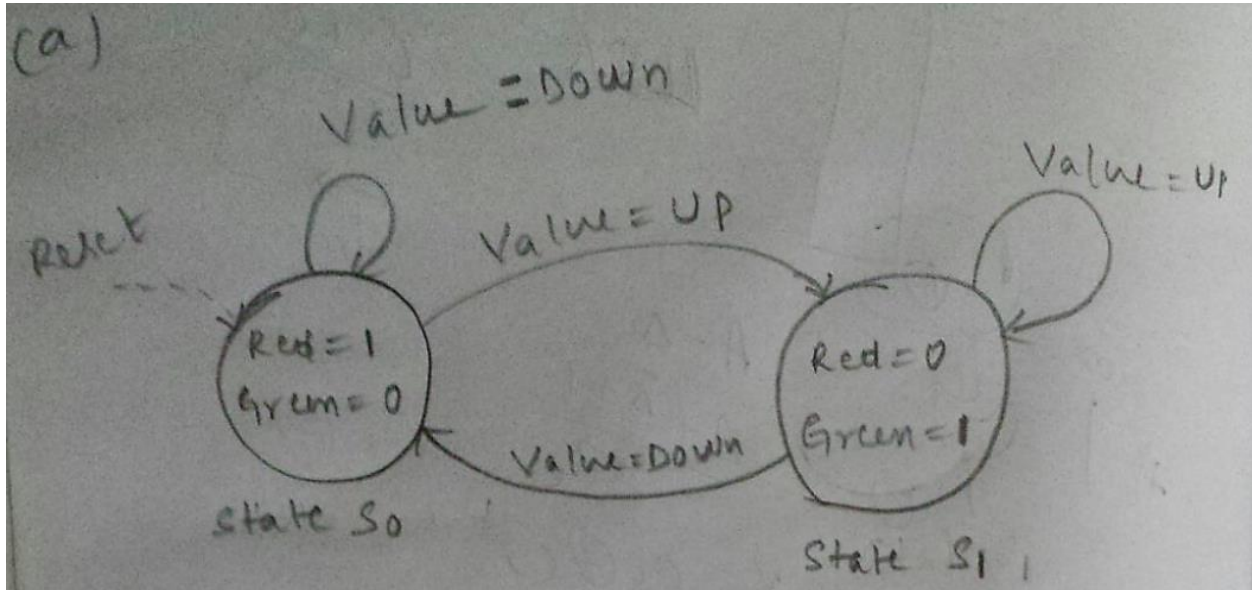 (a)
Value = Down
Value = Up
Reset
Value = UP
Red = 1
Green = 0
Red = 0
Green = 1
Value = Down
State S0
State S1